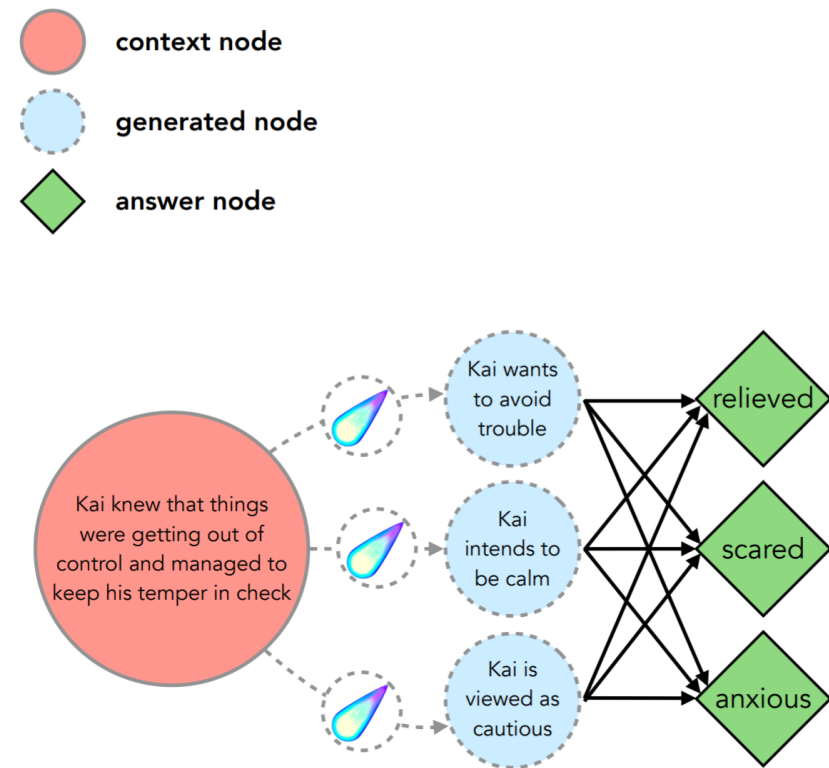 context node
generated node
answer node
Kai knew that things
were getting out of
control and managed to
keep his temper in check
Kai wants
to avoid
trouble
Kai
intends to
be calm
Kai is
viewed as
cautious
relieved
scared
anxious